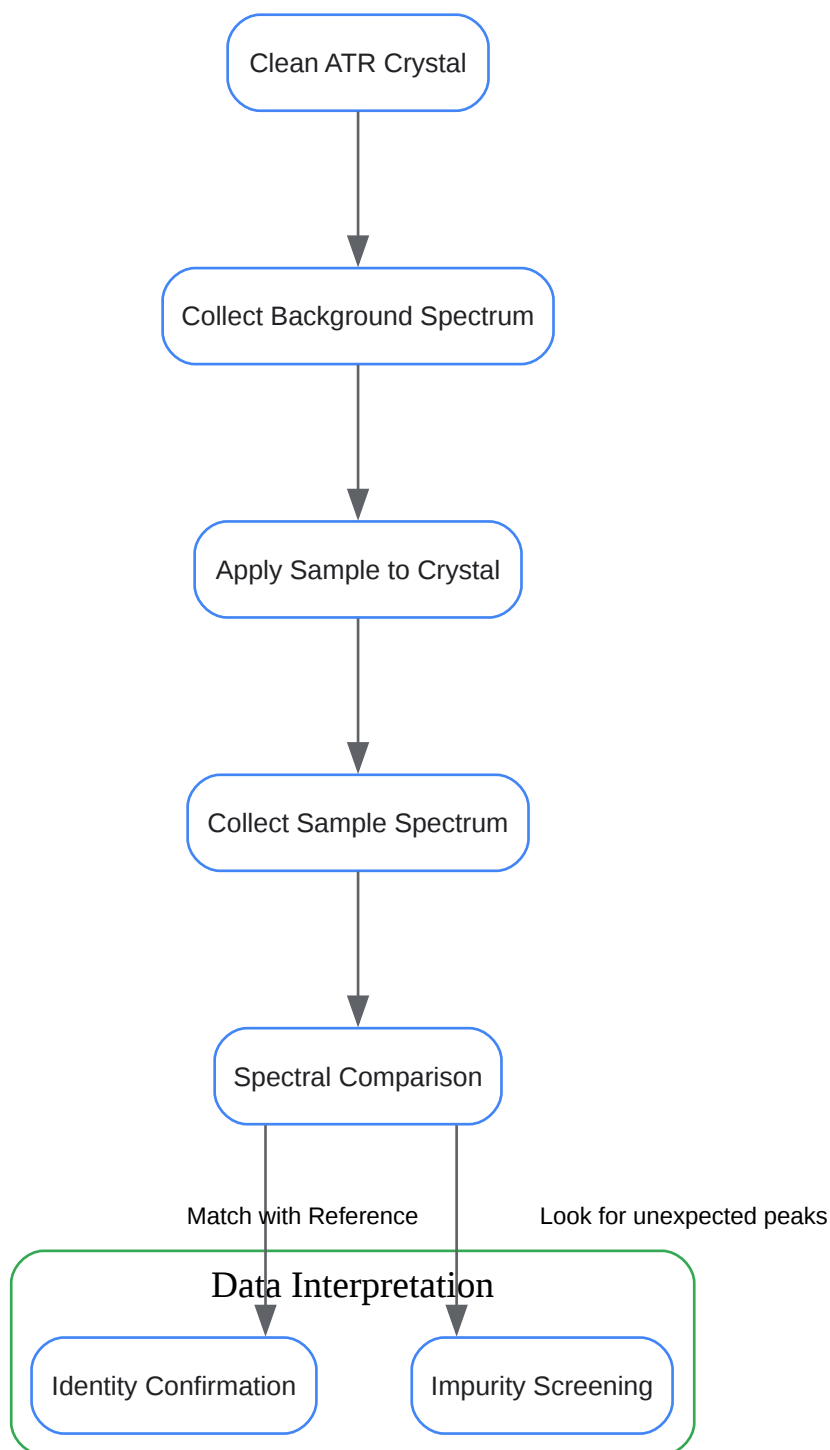 Clean ATR Crystal
Collect Background Spectrum
Apply Sample to Crystal
Collect Sample Spectrum
Spectral Comparison
Match with Reference
Look for unexpected peaks
Data Interpretation
Identity Confirmation
Impurity Screening